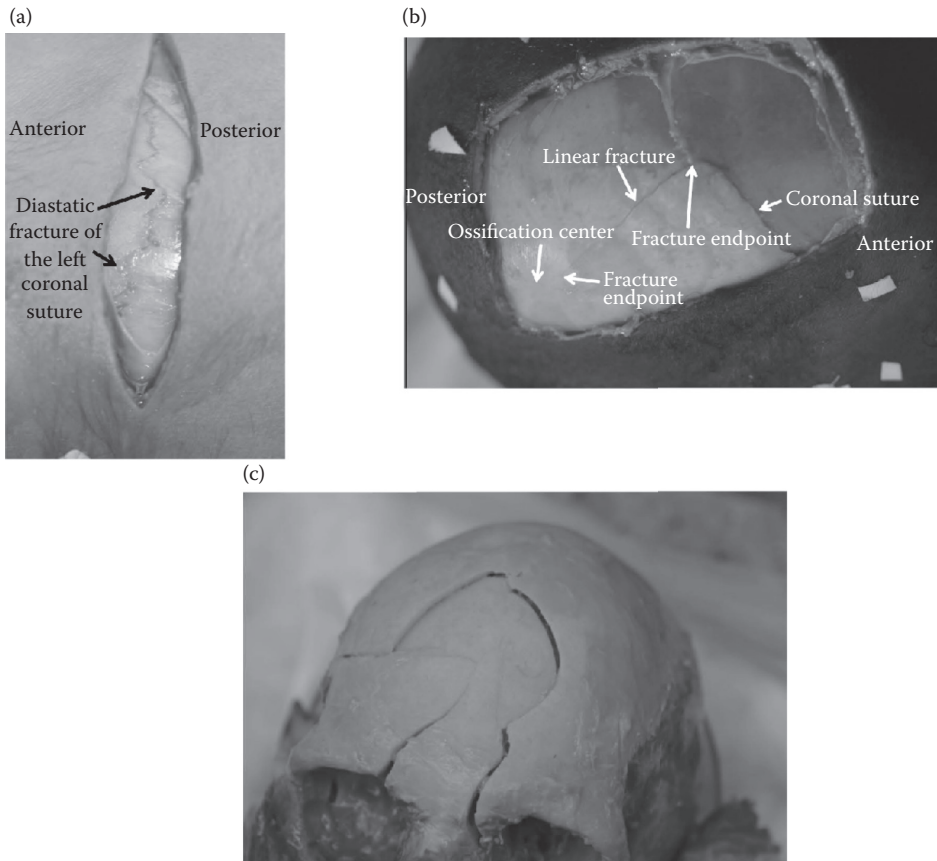 (a)
Anterior
Posterior
Diastatic
fracture of
the left
coronal
suture
(b)
Linear fracture
Posterior
Coronal suture
Ossification center
Fracture endpoint
Anterior
Fracture
endpoint
(c)